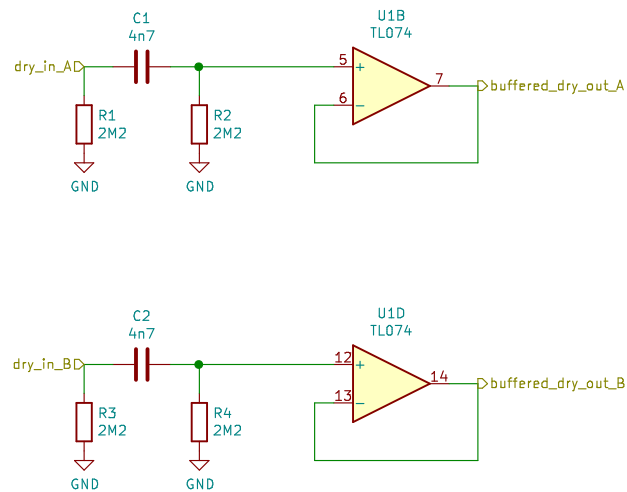 C1
4n7
U1B
TL074
dry_in_A
5
+
7
buffered_dry_out_A
6
−
R1
2M2
R2
2M2
GND
GND
C2
4n7
U1D
TL074
dry_in_B
12
+
14
buffered_dry_out_B
13
−
R3
2M2
R4
2M2
GND
GND